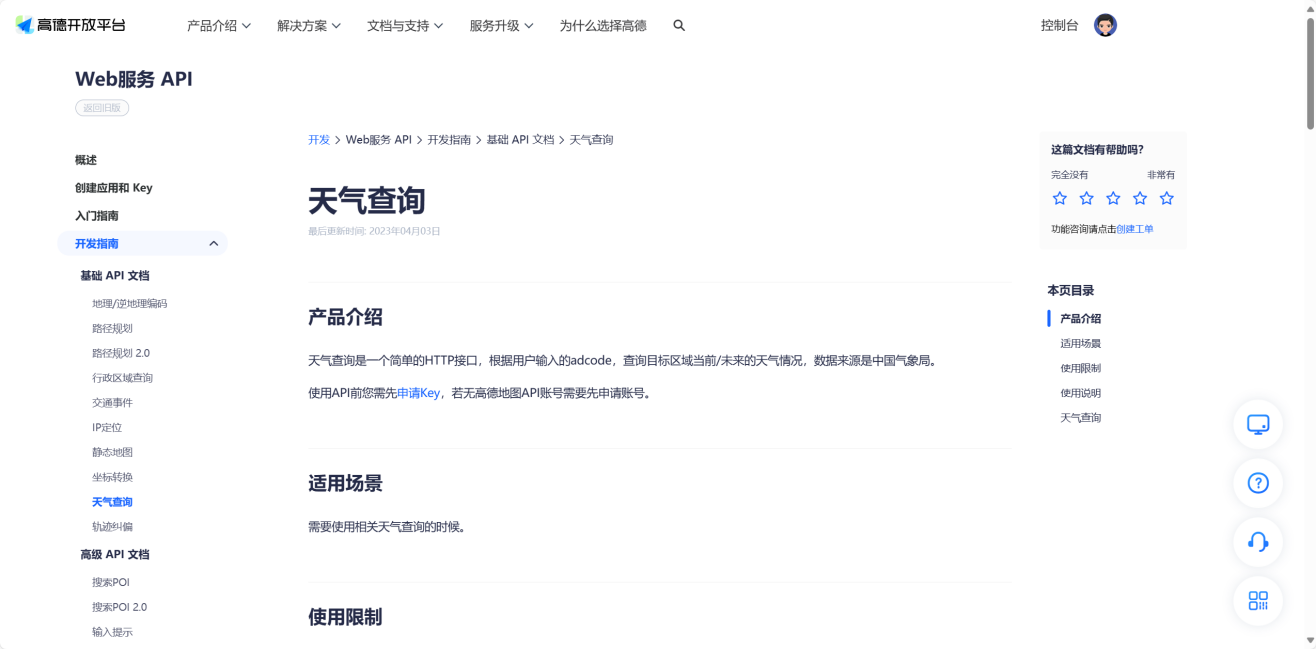 高德开放平台
产品介绍
解决方案
文档与支持
服务升级
为什么选择高德
控制台
Web服务 API
返回旧版
概述
创建应用和 Key
入门指南
开发指南
基础 API 文档
地理/逆地理编码
路径规划
路径规划 2.0
行政区域查询
交通事件
IP定位
静态地图
坐标转换
天气查询
轨迹纠偏
高级 API 文档
搜索POI
搜索POI 2.0
输入提示
开发 > Web服务 API > 开发指南 > 基础 API 文档 > 天气查询
天气查询
最后更新时间: 2023年04月03日
产品介绍
天气查询是一个简单的HTTP接口，根据用户输入的adcode，查询目标区域当前/未来的天气情况，数据来源是中国气象局。
使用API前您需先申请Key，若无高德地图API账号需要先申请账号。
适用场景
需要使用相关天气查询的时候。
使用限制
这篇文档有帮助吗?
完全没有 非常有
功能咨询请点击创建工单
本页目录
产品介绍
适用场景
使用限制
使用说明
天气查询